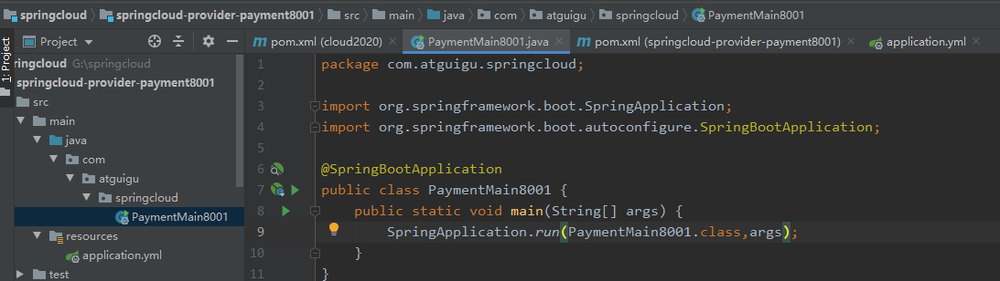 springcloud springcloud-provider-payment8001 src main java com atguigu springcloud PaymentMain8001
1: Project
Project
pom.xml (cloud2020) PaymentMain8001.java pom.xml (springcloud-provider-payment8001) application.yml
ringcloud G:\springcloud
springcloud-provider-payment8001
src
main
java
com
atguigu
springcloud
PaymentMain8001
resources
application.yml
test
1 package com.atguigu.springcloud;
2
3 import org.springframework.boot.SpringApplication;
4 import org.springframework.boot.autoconfigure.SpringBootApplication;
5
6 @SpringBootApplication
7 public class PaymentMain8001 {
8 public static void main(String[] args) {
9 SpringApplication.run(PaymentMain8001.class,args);
10 }
11 }